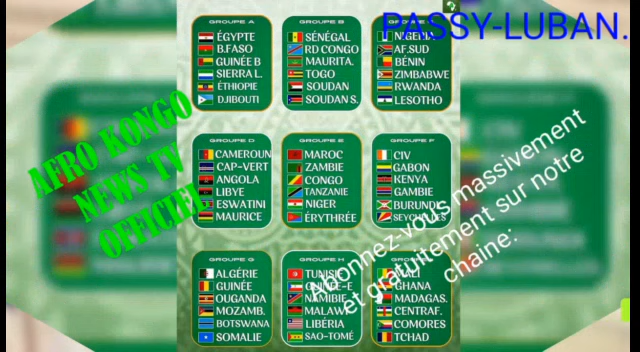 PASSY-LUBAN.
GROUPE A
ÉGYPTE
B.FASO
GUINÉE B
SIERRA L.
ÉTHIOPIE
DJIBOUTI
GROUPE B
SÉNÉGAL
RD CONGO
MAURITA.
TOGO
SOUDAN
SOUDAN S.
NIGERIA
AF.SUD
BÉNIN
ZIMBABWE
RWANDA
LESOTHO
GROUPE D
CAMEROUN
CAP-VERT
ANGOLA
LIBYE
ESWATINI
MAURICE
GROUPE E
MAROC
ZAMBIE
CONGO
TANZANIE
NIGER
ÉRYTHRÉE
GROUPE F
CIV
GABON
KENYA
GAMBIE
BURUNDI
SEYCHELLES
GROUPE G
ALGÉRIE
GUINÉE
OUGANDA
MOZAMB.
BOTSWANA
SOMALIE
GROUPE H
TUNISIE
GUINÉE-E
NAMIBIE
MALAWI
LIBÉRIA
SAO-TOMÉ
MALI
GHANA
MADAGAS.
CENTRAF.
COMORES
TCHAD
AFRO KONGO
NEWS TV
OFFICIEL
Abonnez-vous massivement
et gratuitement sur notre
chaine: